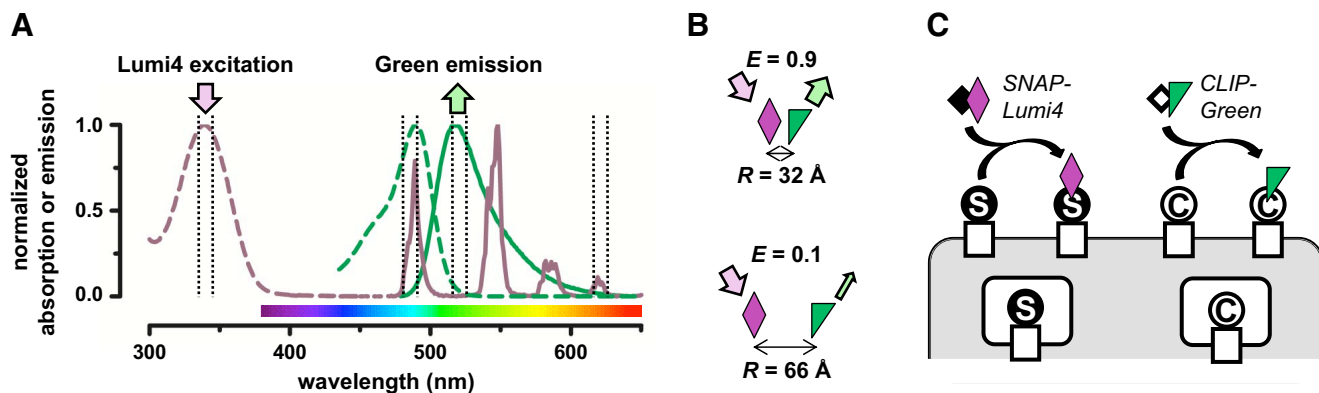 A
Lumi4 excitation
Green emission
normalized
absorption or emission
1.0
0.5
0.0
300
400
500
600
wavelength (nm)
B
E = 0.9
R = 32 Å
E = 0.1
R = 66 Å
C
SNAP-
Lumi4
CLIP-
Green
S
S
C
C
S
C